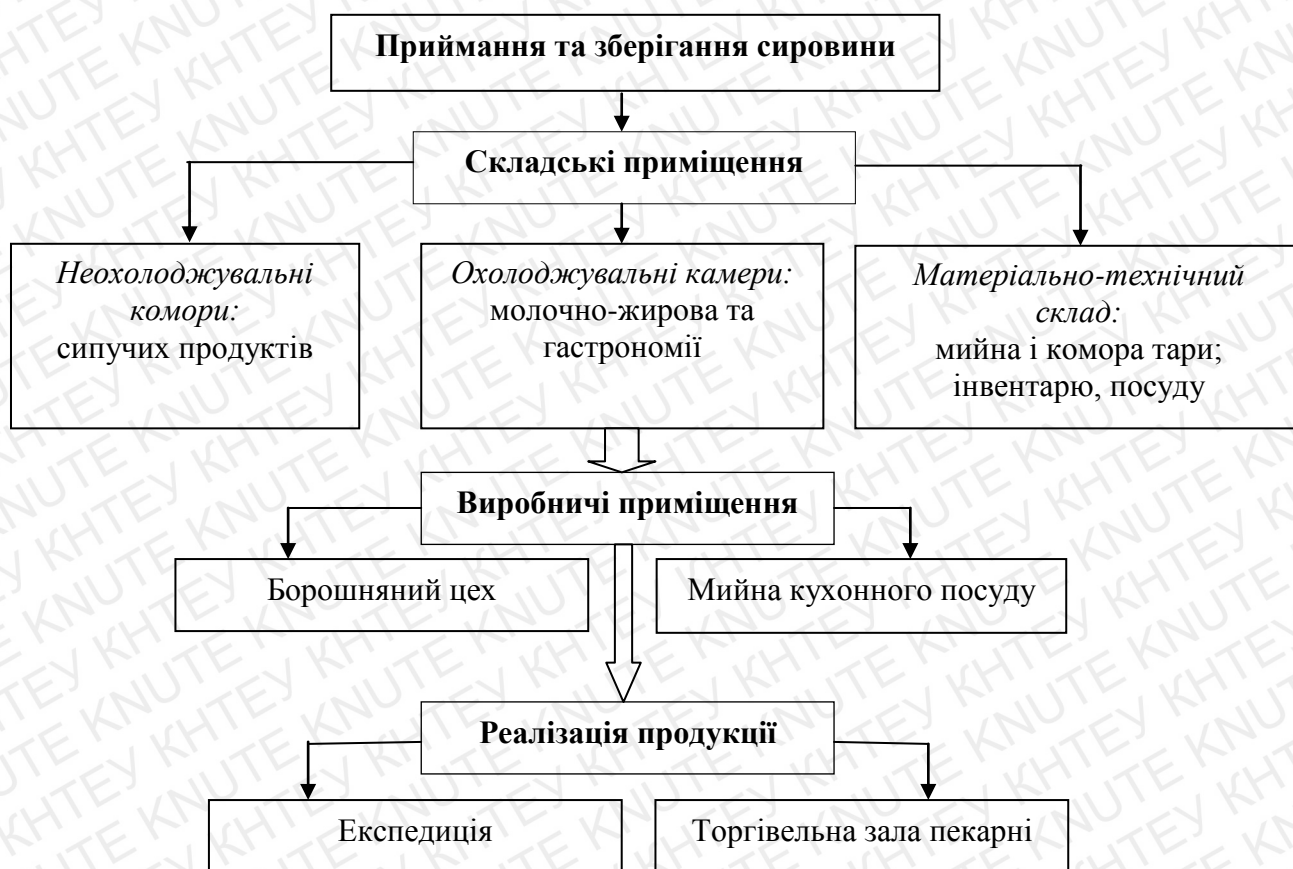 Приймання та зберігання сировини
Складські приміщення
Неохолоджувальні
комори:
сипучих продуктів
Охолоджувальні камери:
молочно-жирова та
гастрономії
Матеріально-технічний
склад:
мийна і комора тари;
інвентарю, посуду
Виробничі приміщення
Борошняний цех
Мийна кухонного посуду
Реалізація продукції
Експедиція
Торгівельна зала пекарні